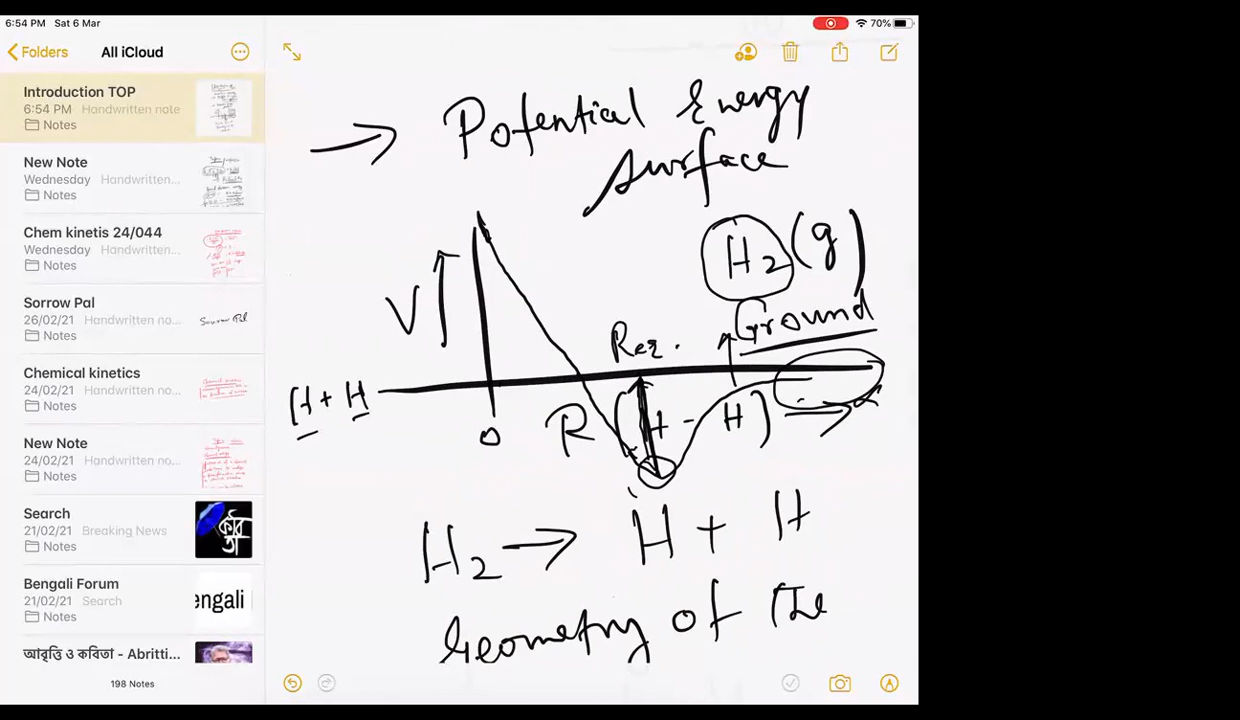 6:54 PM Sat 6 Mar
70%
Folders
All iCloud
Introduction TOP
6:54 PM Handwritten note
Notes
New Note
Wednesday Handwritten...
Notes
Chem kinetis 24/044
Wednesday Handwritten...
Notes
Sorrow Pal
26/02/21 Handwritten no...
Notes
Chemical kinetics
24/02/21 Handwritten no...
Notes
New Note
24/02/21 Handwritten no...
Notes
Search
21/02/21 Breaking News
Notes
Bengali Forum
21/02/21 Search
Notes
engali
আবৃত্তি ও কবিতা - Abritti...
198 Notes
→ Potential Energy
surface
H2 (g)
Ground
V
Req.
H + H
0
R (H - H)
H2 → H + H
Geometry of the